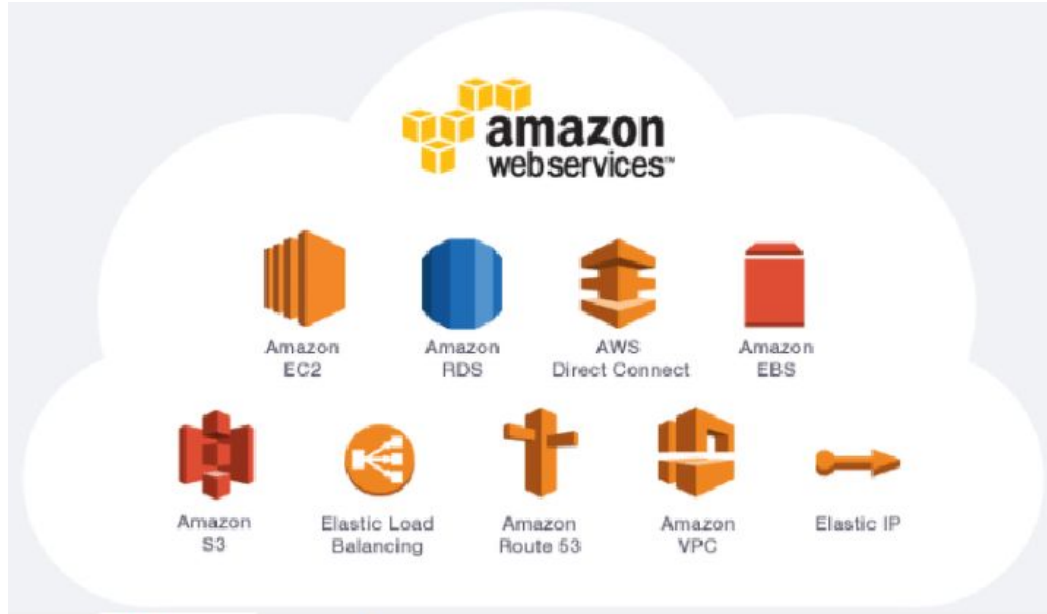 amazon
webservices™
Amazon
EC2
Amazon
RDS
AWS
Direct Connect
Amazon
EBS
Amazon
S3
Elastic Load
Balancing
Amazon
Route 53
Amazon
VPC
Elastic IP